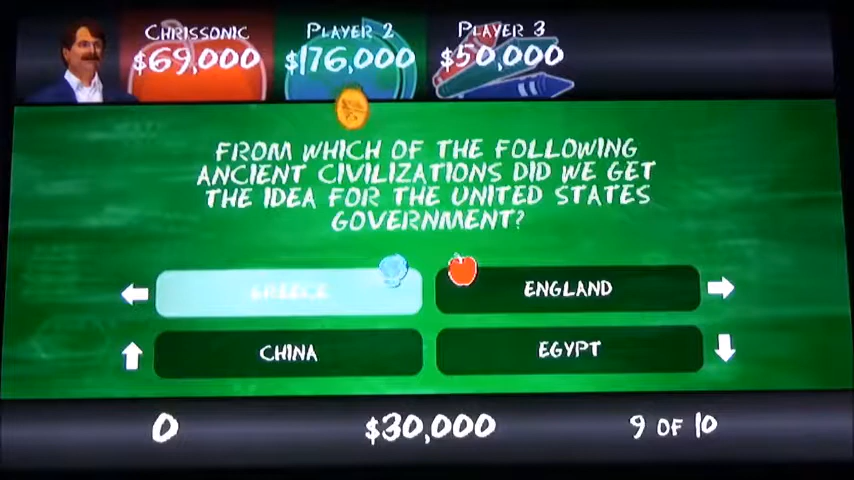 CHRISSONIC
$69,000
PLAYER 2
$176,000
PLAYER 3
$50,000
FROM WHICH OF THE FOLLOWING
ANCIENT CIVILIZATIONS DID WE GET
THE IDEA FOR THE UNITED STATES
GOVERNMENT?
GREECE
ENGLAND
CHINA
EGYPT
0
$30,000
9 OF 10